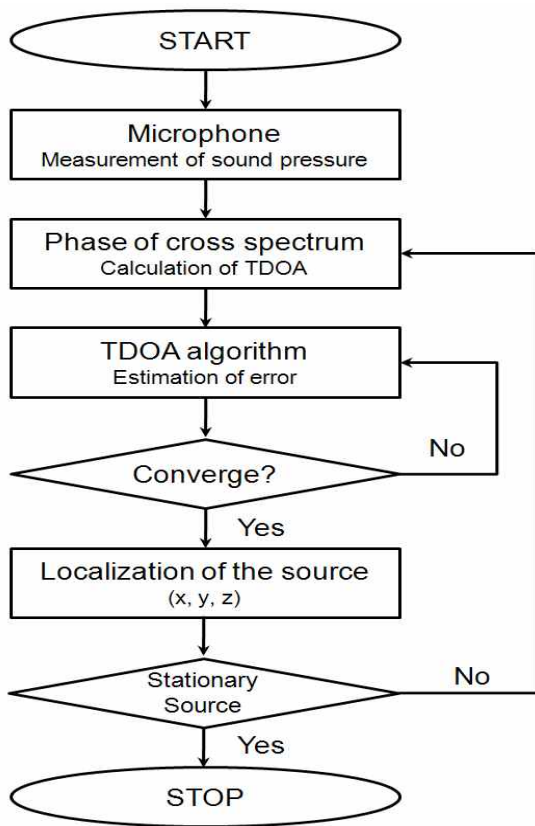 START
Microphone
Measurement of sound pressure
Phase of cross spectrum
Calculation of TDOA
TDOA algorithm
Estimation of error
Converge?
No
Yes
Localization of the source
(x, y, z)
Stationary
Source
No
Yes
STOP